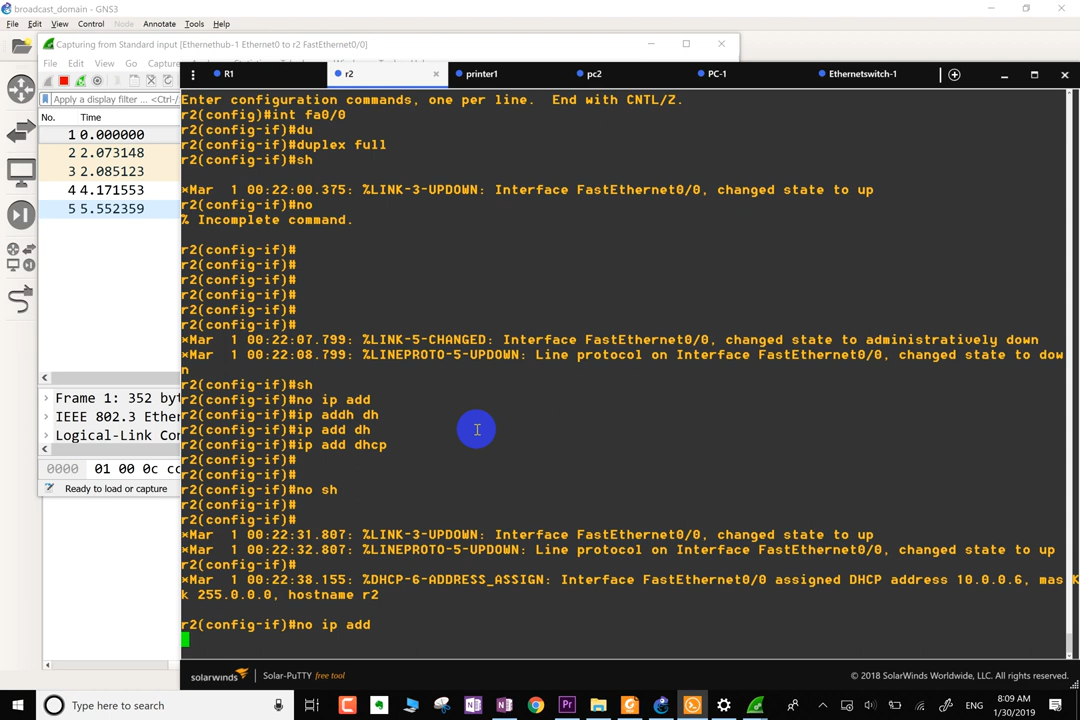 broadcast_domain - GNS3
File Edit View Control Node Annotate Tools Help
Capturing from Standard input [Ethernethub-1 Ethernet0 to r2 FastEthernet0/0]
File Edit View Go Captur
Apply a display filter ... <Ctrl-/
No. Time
1 0.000000
2 2.073148
3 2.085123
4 4.171553
5 5.552359
Frame 1: 352 byt
IEEE 802.3 Ether
Logical-Link Con
0000 01 00 0c cc
Ready to load or capture
R1 r2 printer1 pc2 PC-1 Ethernetswitch-1
Enter configuration commands, one per line. End with CNTL/Z.
r2(config)#int fa0/0
r2(config-if)#du
r2(config-if)#duplex full
r2(config-if)#sh
*Mar 1 00:22:00.375: %LINK-3-UPDOWN: Interface FastEthernet0/0, changed state to up
r2(config-if)#no
% Incomplete command.
r2(config-if)#
r2(config-if)#
r2(config-if)#
r2(config-if)#
r2(config-if)#
r2(config-if)#
*Mar 1 00:22:07.799: %LINK-5-CHANGED: Interface FastEthernet0/0, changed state to administratively down
*Mar 1 00:22:08.799: %LINEPROTO-5-UPDOWN: Line protocol on Interface FastEthernet0/0, changed state to dow
n
r2(config-if)#sh
r2(config-if)#no ip add
r2(config-if)#ip addh dh
r2(config-if)#ip add dh
r2(config-if)#ip add dhcp
r2(config-if)#
r2(config-if)#
r2(config-if)#no sh
r2(config-if)#
r2(config-if)#
*Mar 1 00:22:31.807: %LINK-3-UPDOWN: Interface FastEthernet0/0, changed state to up
*Mar 1 00:22:32.807: %LINEPROTO-5-UPDOWN: Line protocol on Interface FastEthernet0/0, changed state to up
r2(config-if)#
*Mar 1 00:22:38.155: %DHCP-6-ADDRESS_ASSIGN: Interface FastEthernet0/0 assigned DHCP address 10.0.0.6, mas
k 255.0.0.0, hostname r2
r2(config-if)#no ip add
solarwinds Solar-PuTTY free tool
© 2018 SolarWinds Worldwide, LLC. All rights reserved.
Type here to search
ENG
8:09 AM
1/30/2019